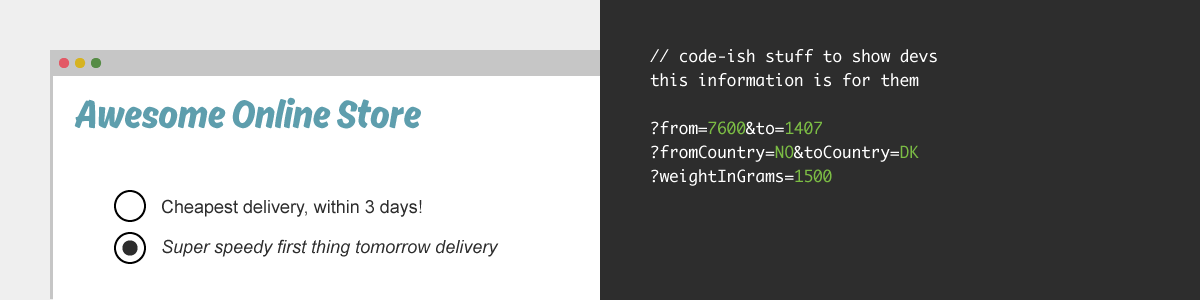 Awesome Online Store
Cheapest delivery, within 3 days!
Super speedy first thing tomorrow delivery
// code-ish stuff to show devs
this information is for them
?from=7600&to=1407
?fromCountry=NO&toCountry=DK
?weightInGrams=1500